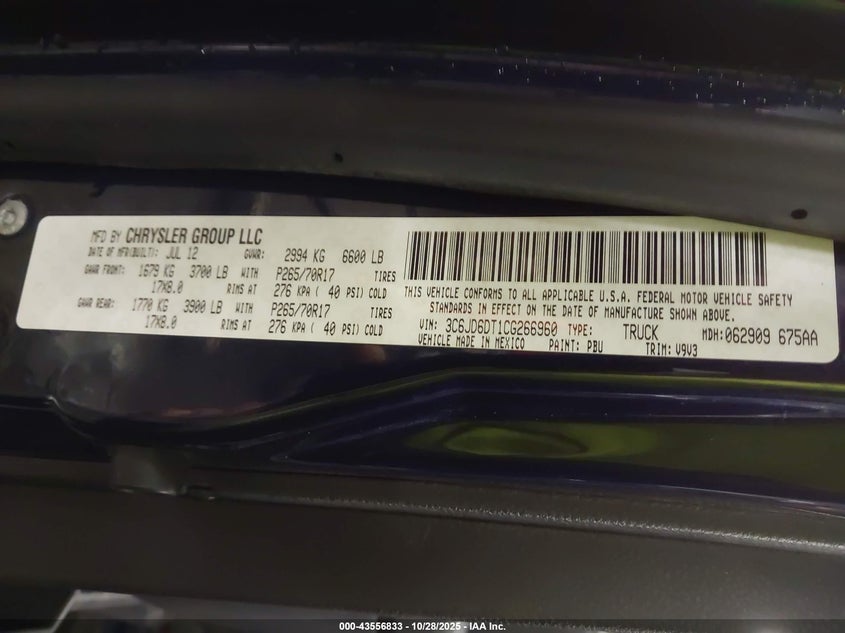 MFD BY CHRYSLER GROUP LLC
DATE OF MFR(BUILT): JUL 12 GVWR: 2994 KG 6600 LB
GAWR FRONT: 1679 KG 3700 LB WITH P265/70R17 TIRES
17X8.0 RIMS AT 276 KPA ( 40 PSI) COLD
GAWR REAR: 1770 KG 3900 LB WITH P265/70R17 TIRES
17X8.0 RIMS AT 276 KPA ( 40 PSI) COLD
THIS VEHICLE CONFORMS TO ALL APPLICABLE U.S.A. FEDERAL MOTOR VEHICLE SAFETY
STANDARDS IN EFFECT ON THE DATE OF MANUFACTURE SHOWN ABOVE.
VIN: 3C6JD6DT1CG266960 TYPE: TRUCK MDH:062909 675AA
VEHICLE MADE IN MEXICO PAINT: PBU TRIM: V9V3
000-43556833 - 10/28/2025 - IAA Inc.